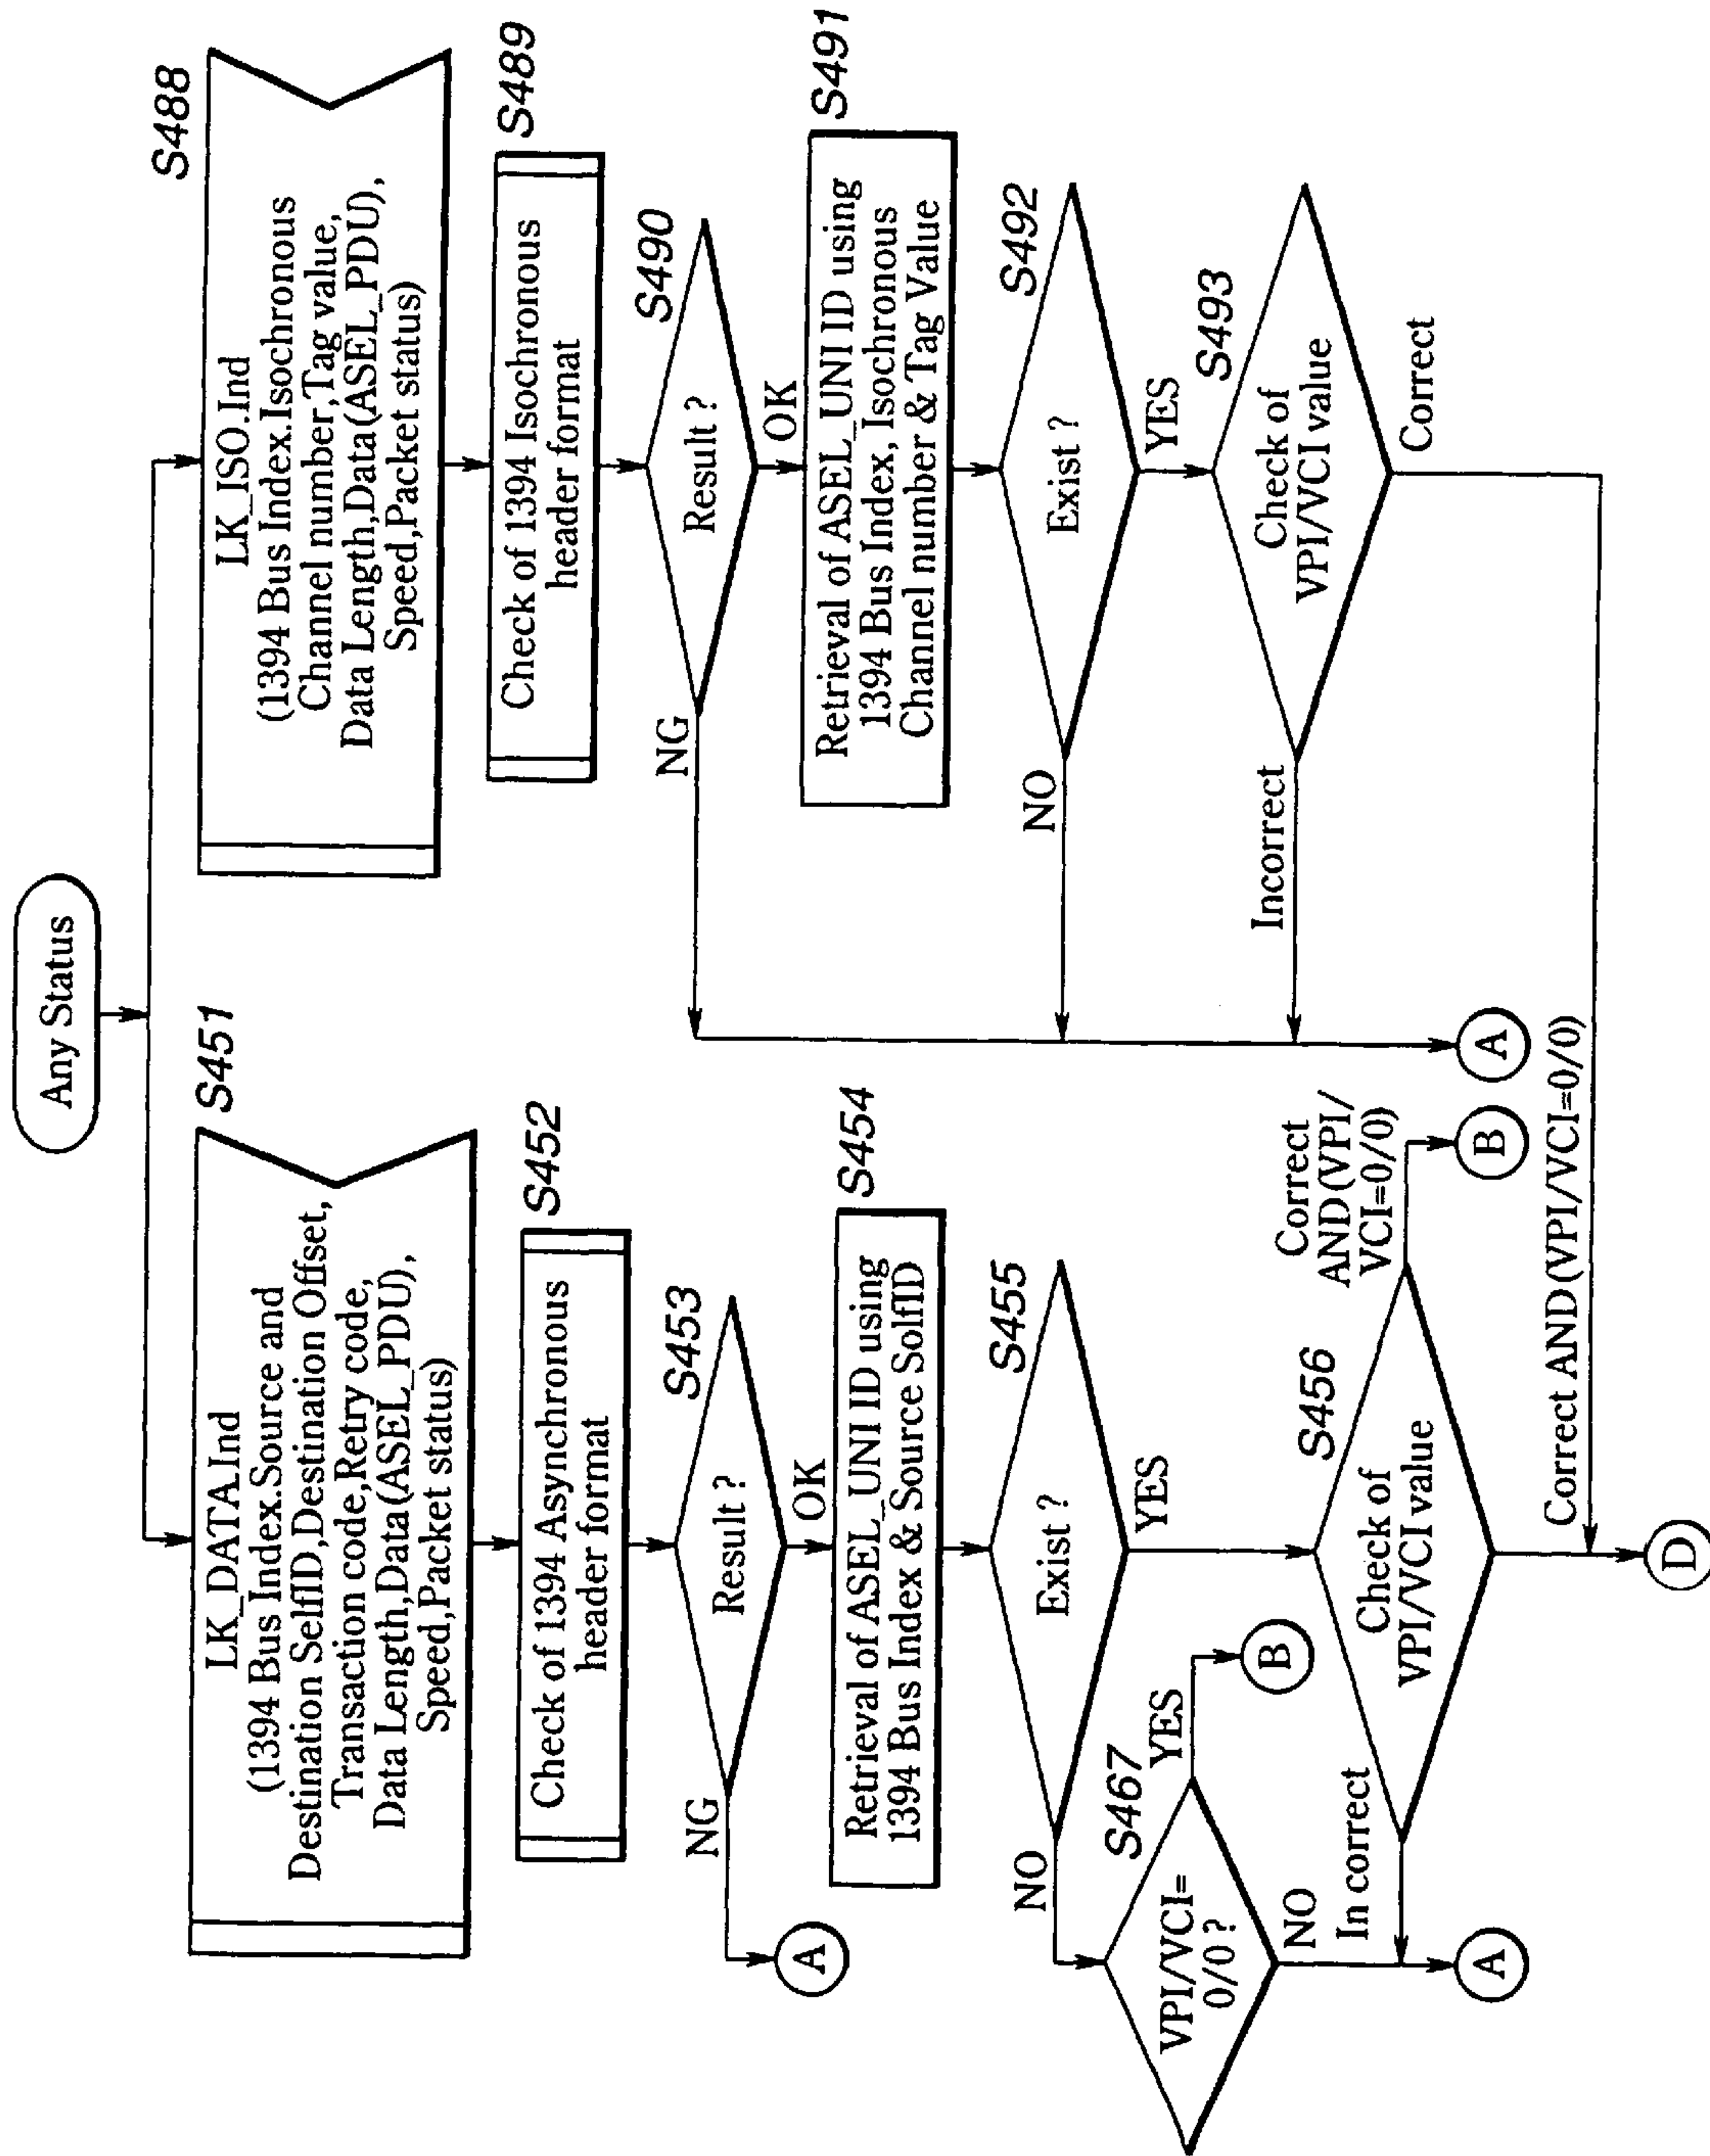 Any Status
S451
LK_DATA.Ind
(1394 Bus Index.Source and
Destination SelfID,Destination Offset,
Transaction code,Retry code,
Data Length,Data(ASEL_PDU),
Speed,Packet status)
S452
Check of 1394 Asynchronous
header format
S453
Result ?
NG
OK
A
S454
Retrieval of ASEL_UNI ID using
1394 Bus Index & Source SolfID
S455
Exist ?
NO
YES
S467
VPI/VCI=
0/0 ?
YES
B
NO
S456
Check of
VPI/VCI value
In correct
A
Correct
AND(VPI/
VCI=0/0)
B
Correct AND(VPI/VCI=0/0)
D
S488
LK_ISO.Ind
(1394 Bus Index.Isochronous
Channel number,Tag value,
Data Length,Data(ASEL_PDU),
Speed,Packet status)
S489
Check of 1394 Isochronous
header format
S490
Result ?
NG
OK
S491
Retrieval of ASEL_UNI ID using
1394 Bus Index, Isochronous
Channel number & Tag Value
S492
Exist ?
NO
YES
S493
Check of
VPI/VCI value
Incorrect
Correct
A